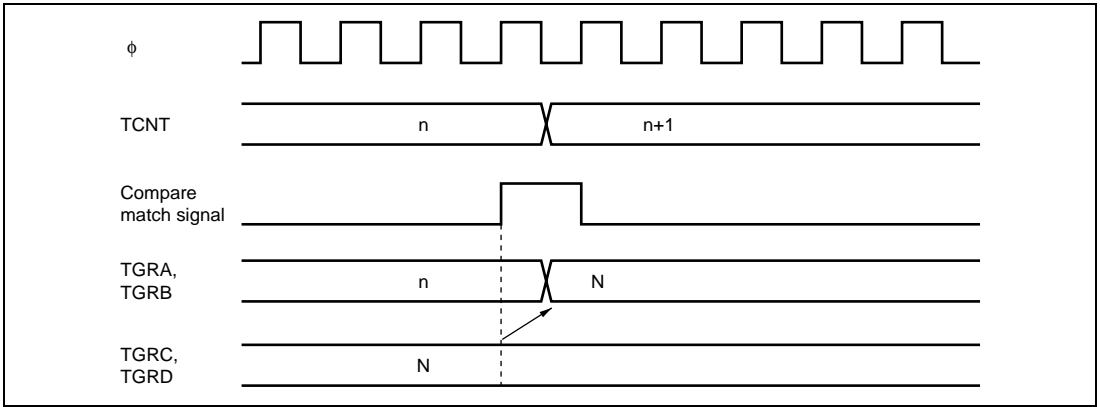 ϕ
TCNT
n
n+1
Compare
match signal
TGRA,
TGRB
n
N
TGRC,
TGRD
N